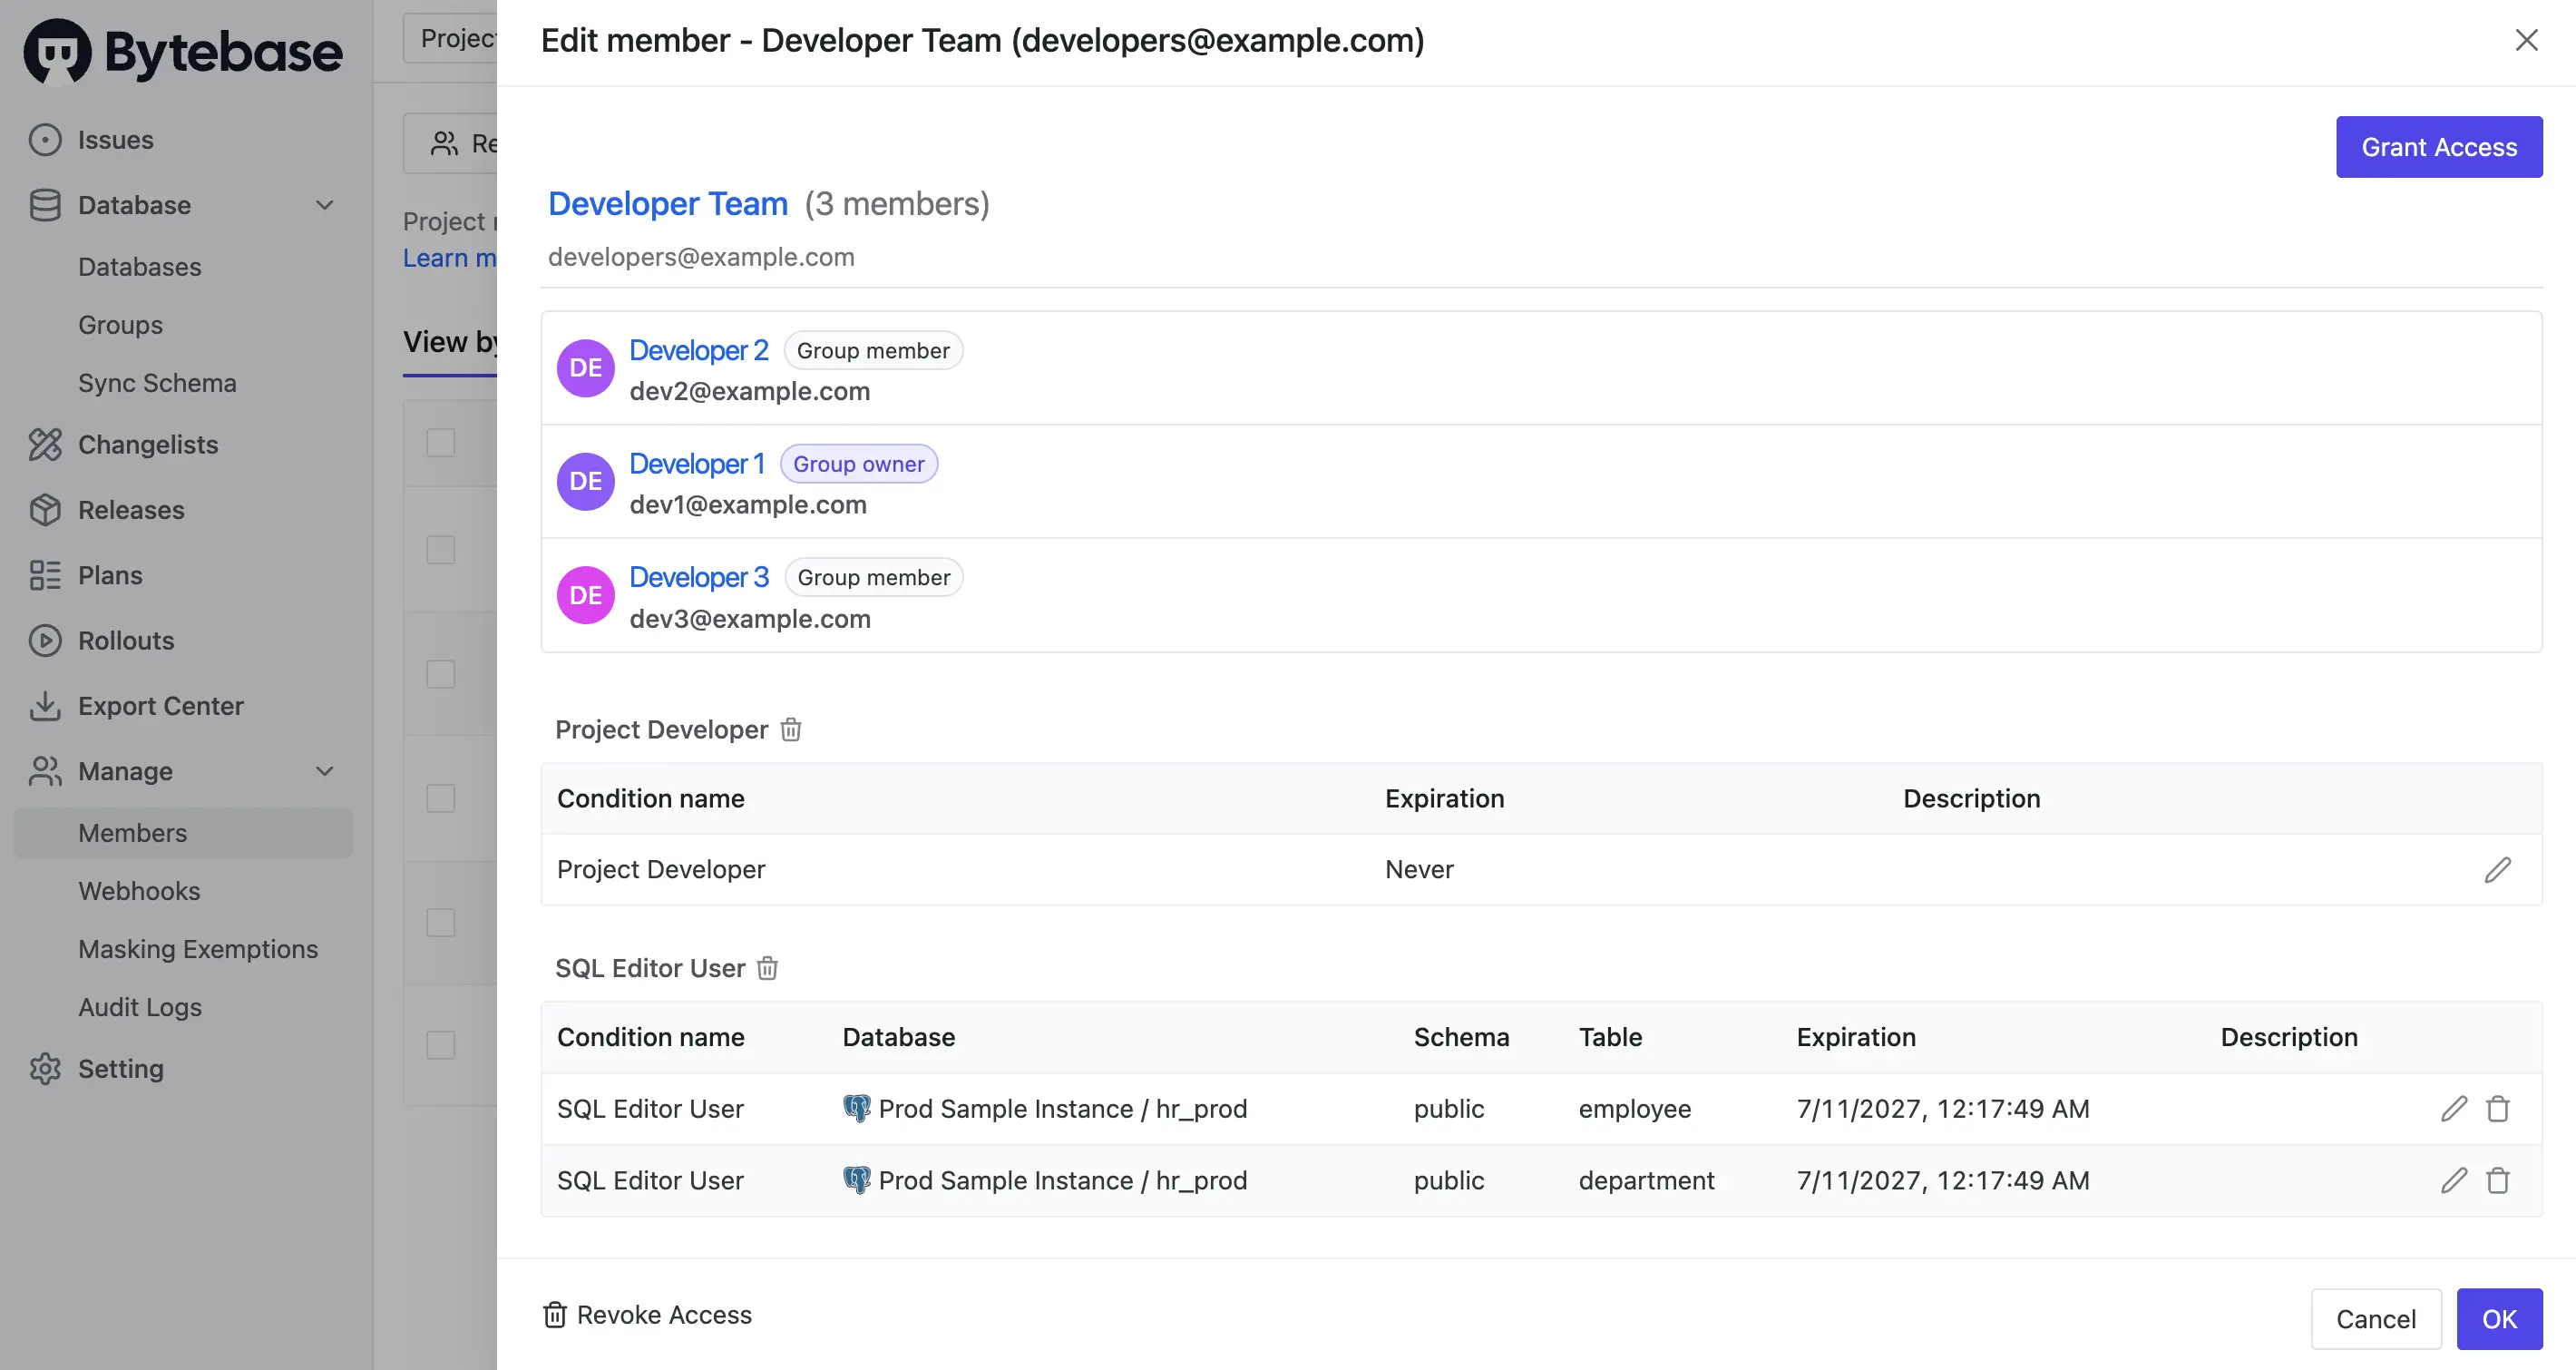 Bytebase
Issues
Database
Databases
Groups
Sync Schema
Changelists
Releases
Plans
Rollouts
Export Center
Manage
Members
Webhooks
Masking Exemptions
Audit Logs
Setting
Project
Learn
View by
Edit member - Developer Team (developers@example.com)
Grant Access
Developer Team (3 members)
developers@example.com
DE Developer 2 Group member
dev2@example.com
DE Developer 1 Group owner
dev1@example.com
DE Developer 3 Group member
dev3@example.com
Project Developer
Condition name Expiration Description
Project Developer Never
SQL Editor User
Condition name Database Schema Table Expiration Description
SQL Editor User Prod Sample Instance / hr_prod public employee 7/11/2027, 12:17:49 AM
SQL Editor User Prod Sample Instance / hr_prod public department 7/11/2027, 12:17:49 AM
Revoke Access
Cancel OK